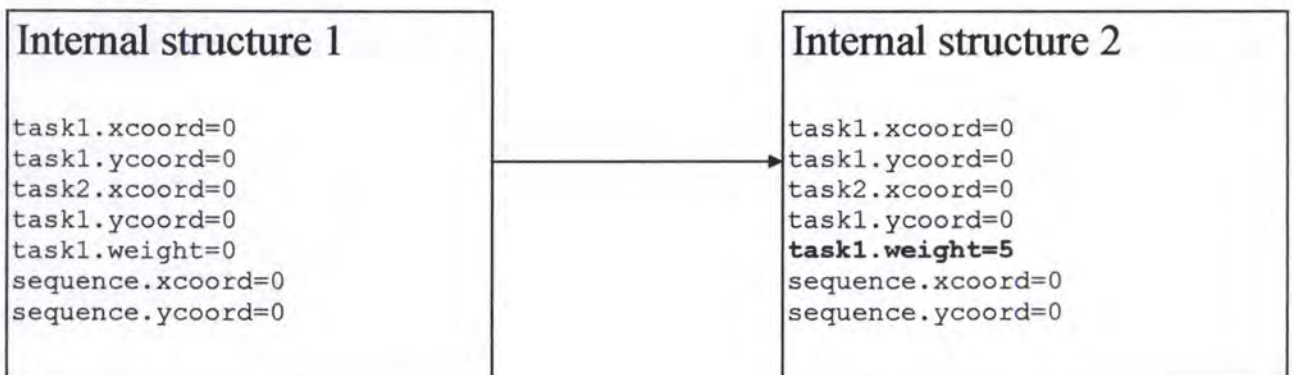 Internal structure 1
task1.xcoord=0
task1.ycoord=0
task2.xcoord=0
task1.ycoord=0
task1.weight=0
sequence.xcoord=0
sequence.ycoord=0
Internal structure 2
task1.xcoord=0
task1.ycoord=0
task2.xcoord=0
task1.ycoord=0
task1.weight=5
sequence.xcoord=0
sequence.ycoord=0